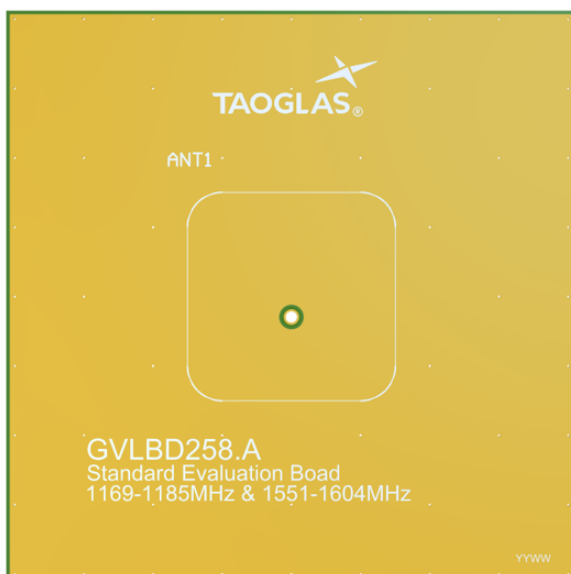 TAOGLAS®
ANT1
GVLBD258.A
Standard Evaluation Boad
1169-1185MHz & 1551-1604MHz
YYWW